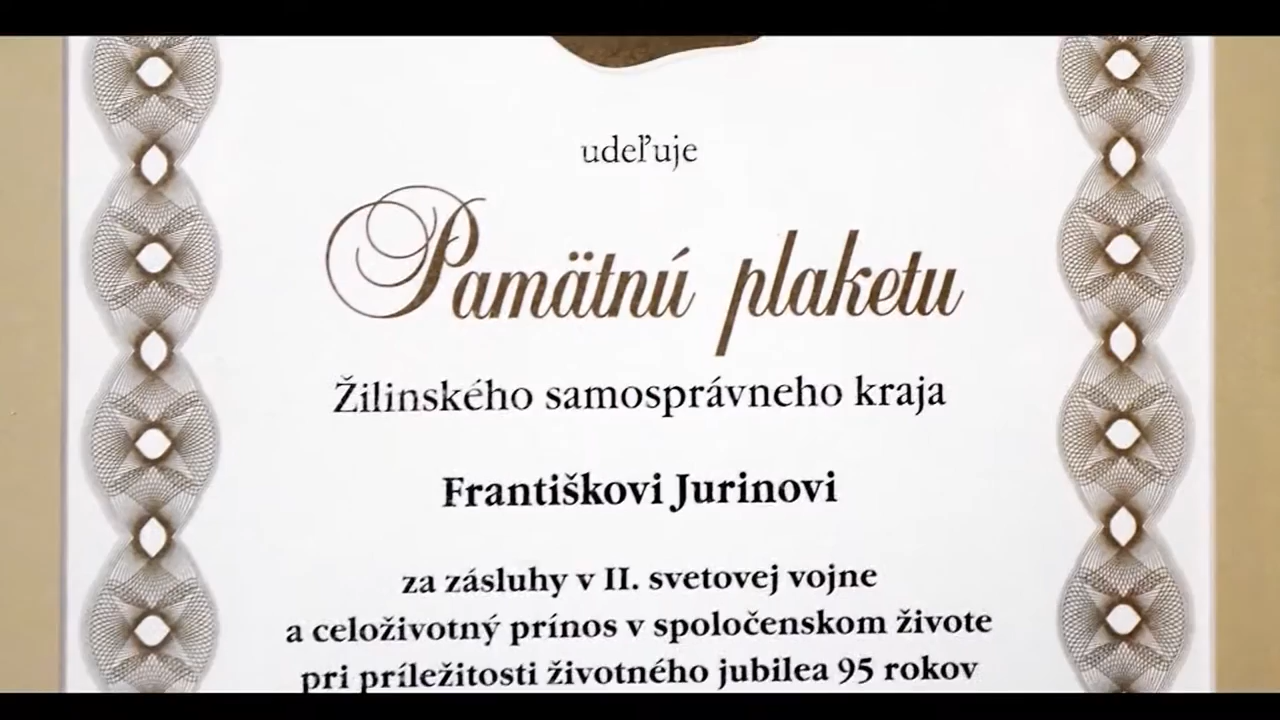 udeľuje
Pamätnú plaketu
Žilinského samosprávneho kraja
Františkovi Jurinovi
za zásluhy v II. svetovej vojne
a celoživotný prínos v spoločenskom živote
pri príležitosti životného jubilea 95 rokov